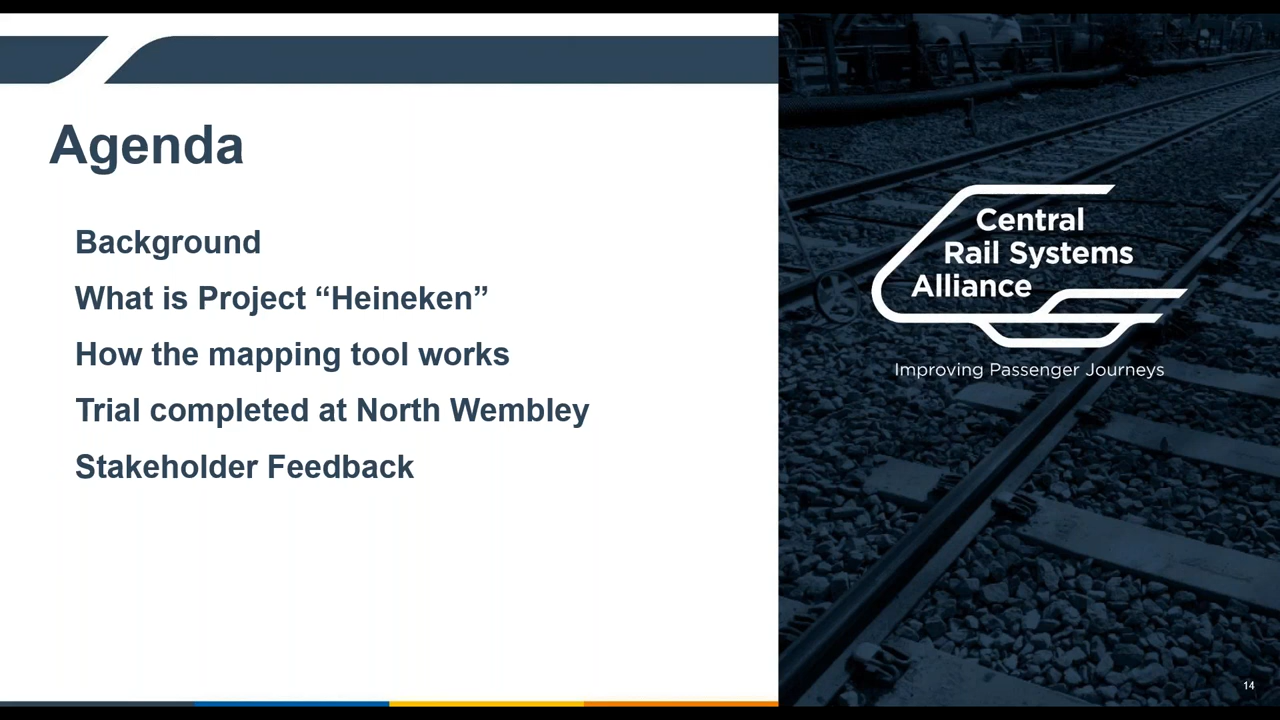 Agenda
Background
What is Project “Heineken”
How the mapping tool works
Trial completed at North Wembley
Stakeholder Feedback
Central
Rail Systems
Alliance
Improving Passenger Journeys
14